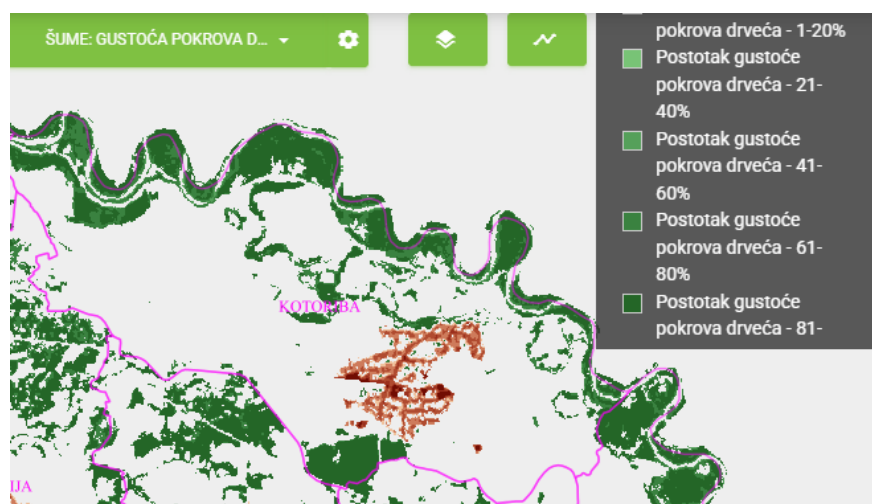 ŠUME: GUSTOĆA POKROVA D...
pokrova drveća - 1-20%
Postotak gustoće
pokrova drveća - 21-
40%
Postotak gustoće
pokrova drveća - 41-
60%
Postotak gustoće
pokrova drveća - 61-
80%
Postotak gustoće
pokrova drveća - 81-
KOTORIBA
IJA